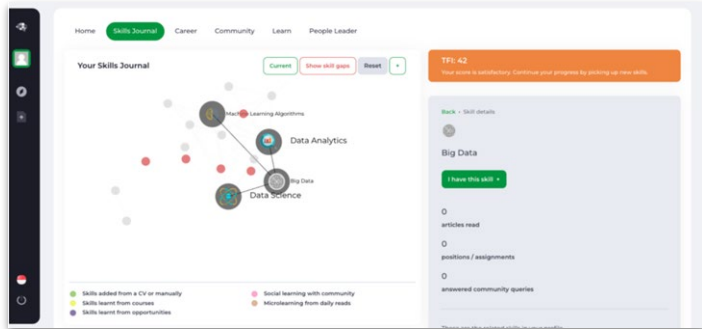 Home Skills Journal Career Community Learn People Leader
Your Skills Journal
Current Show skill gaps Reset +
Machine Learning Algorithms
Data Analytics
Big Data
Data Science
Skills added from a CV or manually
Skills learnt from courses
Skills learnt from opportunities
Social learning with community
Microlearning from daily reads
TFI: 42
Your score is satisfactory. Continue your progress by picking up new skills.
Back • Skill details
Big Data
I have this skill +
0
articles read
0
positions / assignments
0
answered community queries